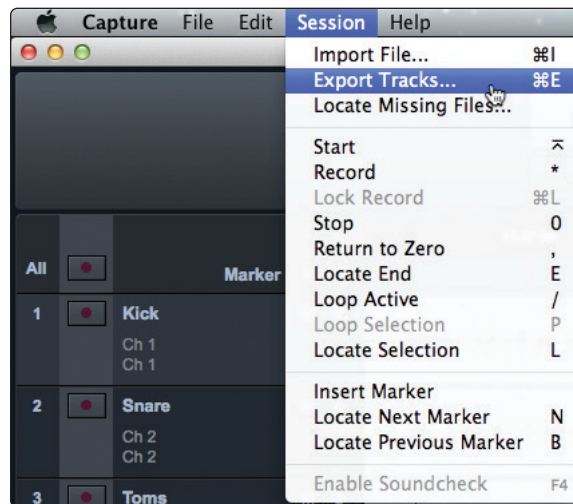 Capture File Edit Session Help
Import File... ⌘I
Export Tracks... ⌘E
Locate Missing Files...
Start ⌅
Record *
Lock Record ⌘L
Stop 0
Return to Zero ,
Locate End E
Loop Active /
Loop Selection P
Locate Selection L
Insert Marker
Locate Next Marker N
Locate Previous Marker B
Enable Soundcheck F4
All Marker
1 Kick
Ch 1
Ch 1
2 Snare
Ch 2
Ch 2
3 Toms